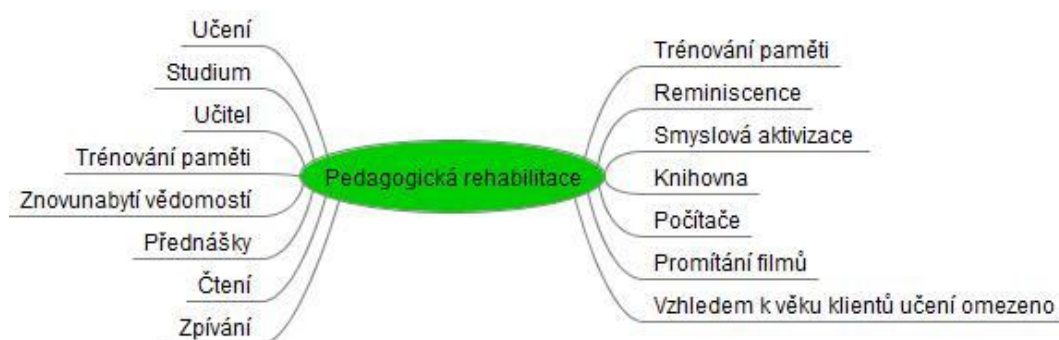 Učení
Studium
Učitel
Trénování paměti
Znovunabytí vědomostí
Přednášky
Čtení
Zpívání
Pedagogická rehabilitace
Trénování paměti
Reminiscence
Smyslová aktivizace
Knihovna
Počítače
Promítání filmů
Vzhledem k věku klientů učení omezeno